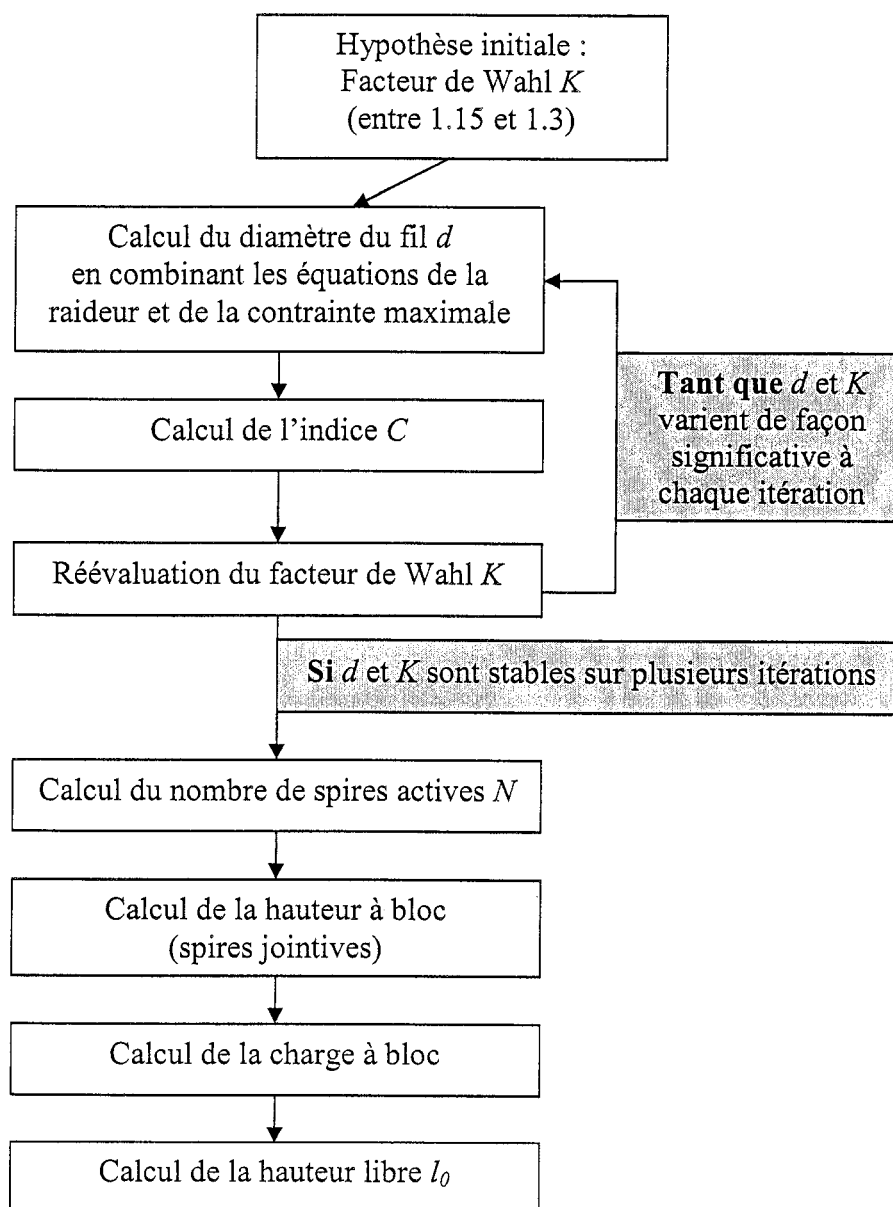 Hypothèse initiale :
Facteur de Wahl K
(entre 1.15 et 1.3)
Calcul du diamètre du fil d
en combinant les équations de la
raideur et de la contrainte maximale
Tant que d et K
varient de façon
significative à
chaque itération
Calcul de l'indice C
Réévaluation du facteur de Wahl K
Si d et K sont stables sur plusieurs itérations
Calcul du nombre de spires actives N
Calcul de la hauteur à bloc
(spires jointives)
Calcul de la charge à bloc
Calcul de la hauteur libre l₀